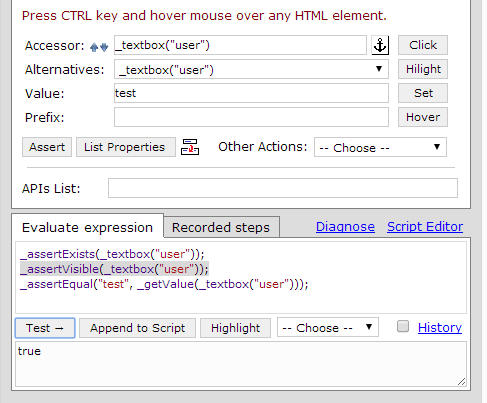 Press CTRL key and hover mouse over any HTML element.
Accessor: _textbox("user") Click
Alternatives: _textbox("user") Hilight
Value: test Set
Prefix: Hover
Assert List Properties Other Actions: -- Choose --
APIs List:
Evaluate expression Recorded steps Diagnose Script Editor
_assertExists(_textbox("user"));
_assertVisible(_textbox("user"));
_assertEqual("test", _getValue(_textbox("user")));
Test → Append to Script Highlight -- Choose -- History
true